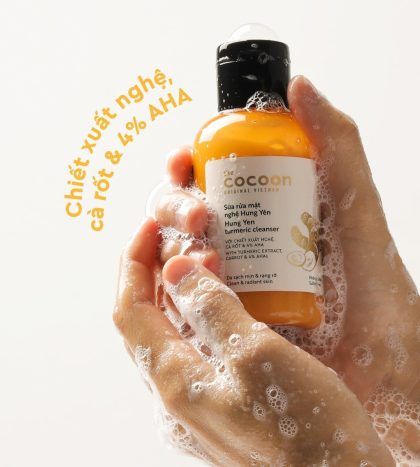 Chiết xuất nghệ,
cà rốt & 4% AHA
the
cocoon
ORIGINAL VIETNAM
Sữa rửa mặt
nghệ Hưng Yên
Hung Yen
turmeric cleanser
VỚI CHIẾT XUẤT NGHỆ,
CÀ RỐT & 4% AHA
WITH TURMERIC EXTRACT,
CARROT & 4% AHAs
Da sạch mịn & rạng rỡ
Clean & radiant skin